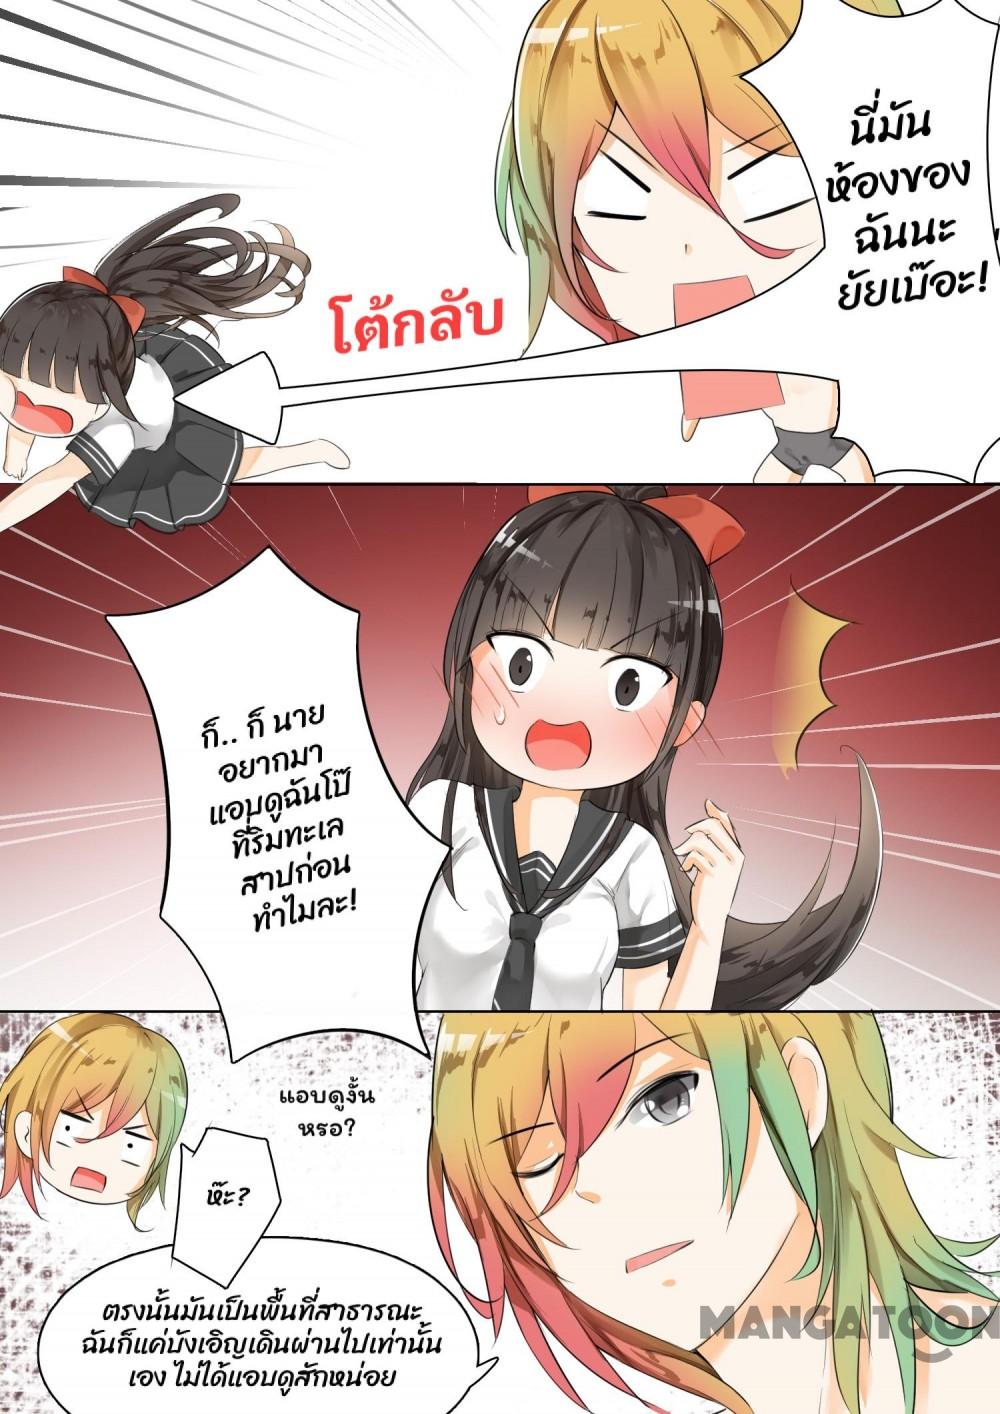 นี่มัน
ห้องของ
ฉันนะ
ยัยเบ๊อะ!
โต้กลับ
ก็.. ก็ นาย
อยากมา
แอบดูฉันโป๊
ที่ริมทะเล
สาปก่อน
ทำไมละ!
แอบดูงั้น
หรอ?
ห๊ะ?
ตรงนั้นมันเป็นพื้นที่สาธารณะ
ฉันก็แค่บังเอิญเดินผ่านไปเท่านั้น
เอง ไม่ได้แอบดูสักหน่อย
MANGATOON